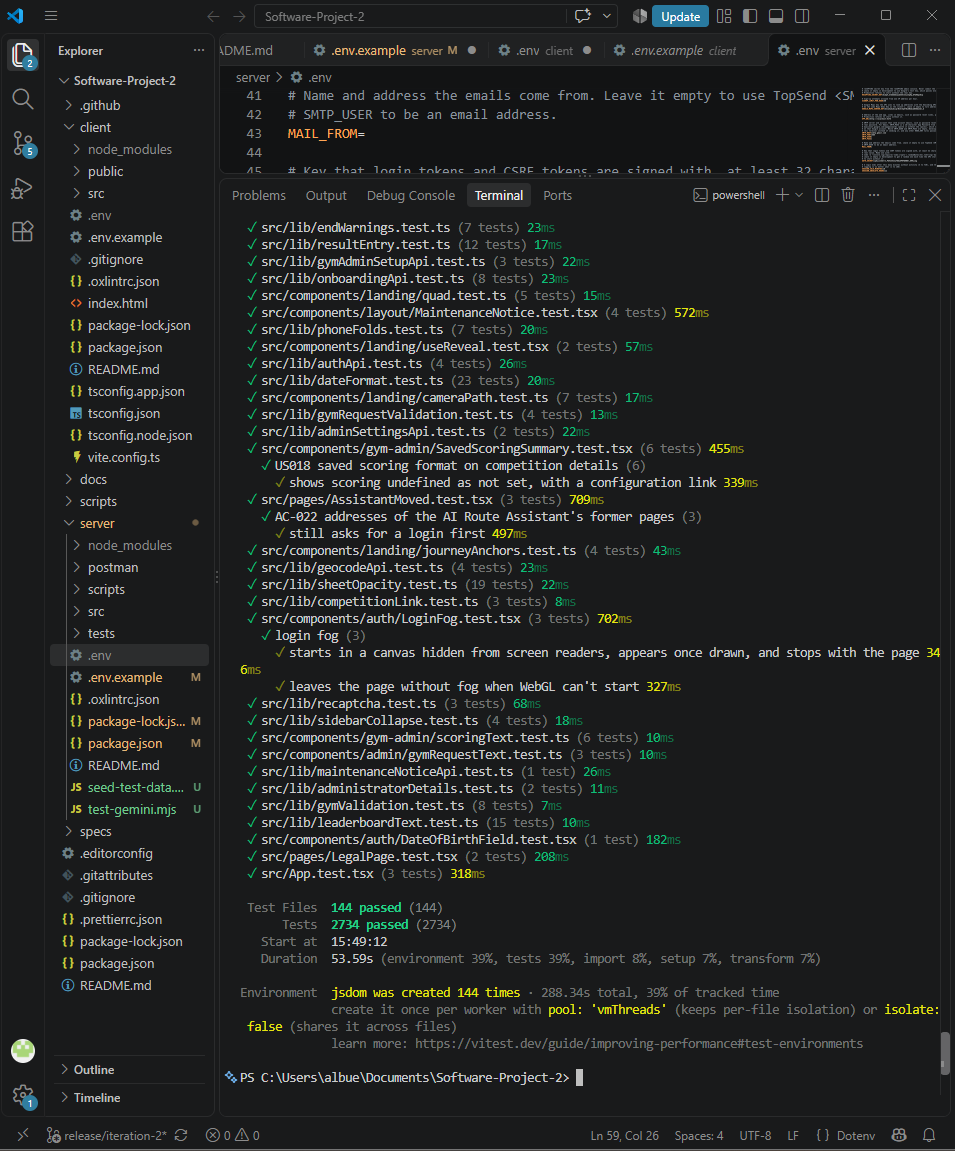 Software-Project-2
Update
Explorer
Software-Project-2
.github
client
node_modules
public
src
.env
.env.example
.gitignore
.oxlintrc.json
index.html
package-lock.json
package.json
README.md
tsconfig.app.json
tsconfig.json
tsconfig.node.json
vite.config.ts
docs
scripts
server
node_modules
postman
scripts
src
tests
.env
.env.example M
.oxlintrc.json
package-lock.js... M
package.json M
README.md
seed-test-data.... U
test-gemini.mjs U
specs
.editorconfig
.gitattributes
.gitignore
.prettierrc.json
package-lock.json
package.json
README.md
Outline
Timeline
DME.md
.env.example server M
.env client
.env.example client
.env server
server > .env
41 # Name and address the emails come from. Leave it empty to use TopSend <SM
42 # SMTP_USER to be an email address.
43 MAIL_FROM=
44
45 # Key that login tokens and CSRF tokens are signed with, at least 32 chara
Problems Output Debug Console Terminal Ports
powershell
✓ src/lib/endWarnings.test.ts (7 tests) 23ms
✓ src/lib/resultEntry.test.ts (12 tests) 17ms
✓ src/lib/gymAdminSetupApi.test.ts (3 tests) 22ms
✓ src/lib/onboardingApi.test.ts (8 tests) 23ms
✓ src/components/landing/quad.test.ts (5 tests) 15ms
✓ src/components/layout/MaintenanceNotice.test.tsx (4 tests) 572ms
✓ src/lib/phoneFolds.test.ts (7 tests) 20ms
✓ src/components/landing/useReveal.test.tsx (2 tests) 57ms
✓ src/lib/authApi.test.ts (4 tests) 26ms
✓ src/lib/dateFormat.test.ts (23 tests) 20ms
✓ src/components/landing/cameraPath.test.ts (7 tests) 17ms
✓ src/lib/gymRequestValidation.test.ts (4 tests) 13ms
✓ src/lib/adminSettingsApi.test.ts (2 tests) 22ms
✓ src/components/gym-admin/SavedScoringSummary.test.tsx (6 tests) 455ms
✓ US018 saved scoring format on competition details (6)
✓ shows scoring undefined as not set, with a configuration link 339ms
✓ src/pages/AssistantMoved.test.tsx (3 tests) 709ms
✓ AC-022 addresses of the AI Route Assistant's former pages (3)
✓ still asks for a login first 497ms
✓ src/components/landing/journeyAnchors.test.ts (4 tests) 43ms
✓ src/lib/geocodeApi.test.ts (4 tests) 23ms
✓ src/lib/sheetOpacity.test.ts (19 tests) 22ms
✓ src/lib/competitionLink.test.ts (3 tests) 8ms
✓ src/components/auth/LoginFog.test.tsx (3 tests) 702ms
✓ login fog (3)
✓ starts in a canvas hidden from screen readers, appears once drawn, and stops with the page 34
6ms
✓ leaves the page without fog when WebGL can't start 327ms
✓ src/lib/recaptcha.test.ts (3 tests) 68ms
✓ src/lib/sidebarCollapse.test.ts (4 tests) 18ms
✓ src/components/gym-admin/scoringText.test.ts (6 tests) 10ms
✓ src/components/admin/gymRequestText.test.ts (3 tests) 10ms
✓ src/lib/maintenanceNoticeApi.test.ts (1 test) 26ms
✓ src/lib/administratorDetails.test.ts (2 tests) 11ms
✓ src/lib/gymValidation.test.ts (8 tests) 7ms
✓ src/lib/leaderboardText.test.ts (15 tests) 10ms
✓ src/components/auth/DateOfBirthField.test.tsx (1 test) 182ms
✓ src/pages/LegalPage.test.tsx (2 tests) 208ms
✓ src/App.test.tsx (3 tests) 318ms
Test Files 144 passed (144)
Tests 2734 passed (2734)
Start at 15:49:12
Duration 53.59s (environment 39%, tests 39%, import 8%, setup 7%, transform 7%)
Environment jsdom was created 144 times · 288.34s total, 39% of tracked time
create it once per worker with pool: 'vmThreads' (keeps per-file isolation) or isolate:
false (shares it across files)
learn more: https://vitest.dev/guide/improving-performance#test-environments
PS C:\Users\albue\Documents\Software-Project-2>
release/iteration-2* 0 0 Ln 59, Col 26 Spaces: 4 UTF-8 LF { } Dotenv
2
5
1